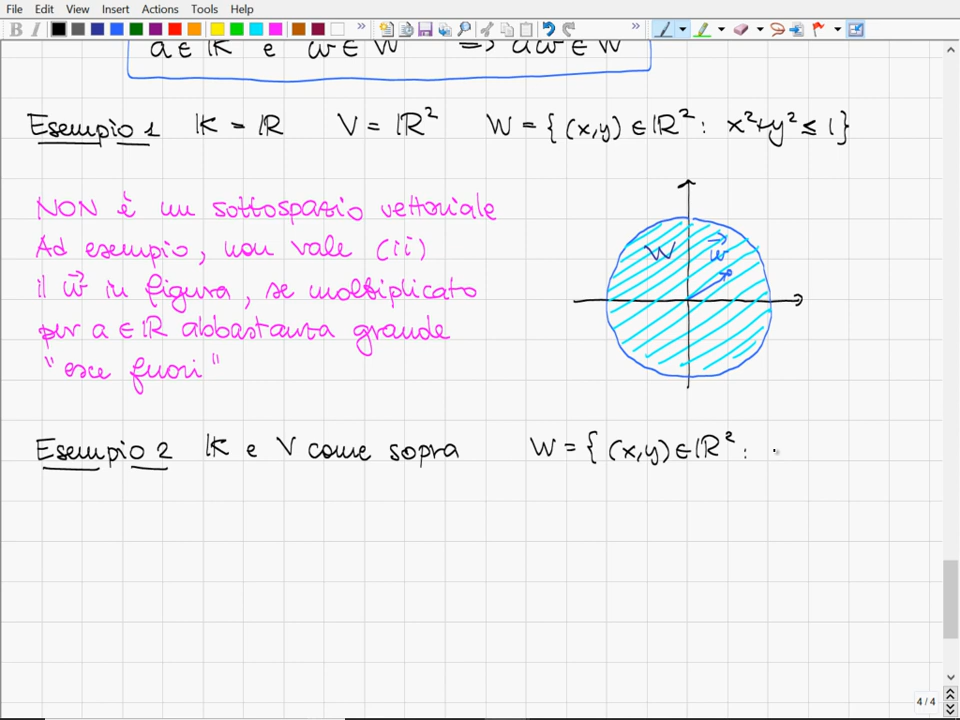 File Edit View Insert Actions Tools Help
B I
a ∈ K e w ∈ W ⟹ aw ∈ W
Esempio 1 K = R V = R² W = { (x,y) ∈ R² : x²+y² ≤ 1}
NON è un sottospazio vettoriale
Ad esempio, non vale (ii)
il w⃗ in figura, se moltiplicato
per a ∈ R abbastanza grande
"esce fuori"
W w⃗
Esempio 2 K e V come sopra W = { (x,y) ∈ R² :
4 / 4